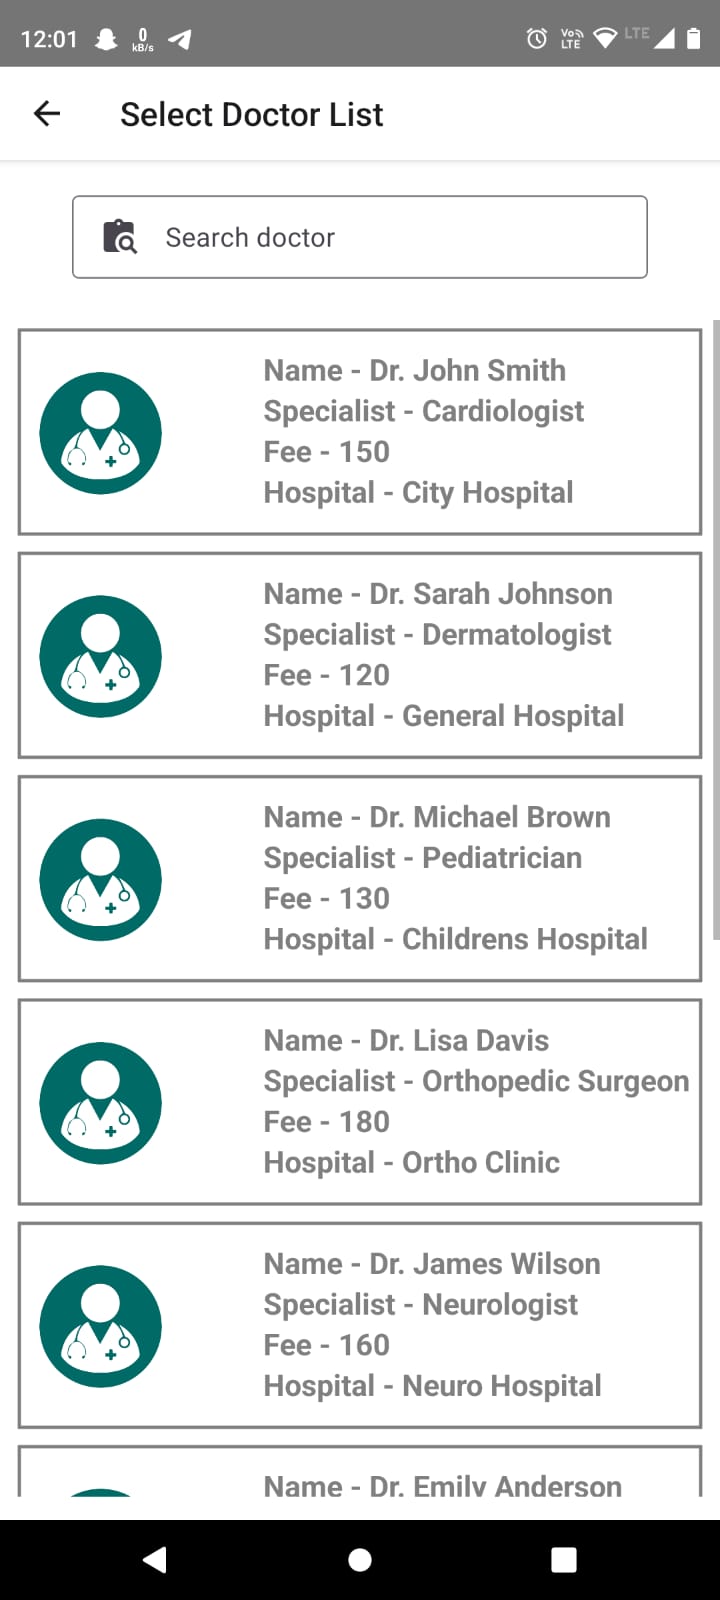 12:01 0 kB/s Vo) LTE LTE
Select Doctor List
Search doctor
Name - Dr. John Smith
Specialist - Cardiologist
Fee - 150
Hospital - City Hospital
Name - Dr. Sarah Johnson
Specialist - Dermatologist
Fee - 120
Hospital - General Hospital
Name - Dr. Michael Brown
Specialist - Pediatrician
Fee - 130
Hospital - Childrens Hospital
Name - Dr. Lisa Davis
Specialist - Orthopedic Surgeon
Fee - 180
Hospital - Ortho Clinic
Name - Dr. James Wilson
Specialist - Neurologist
Fee - 160
Hospital - Neuro Hospital
Name - Dr. Emily Anderson